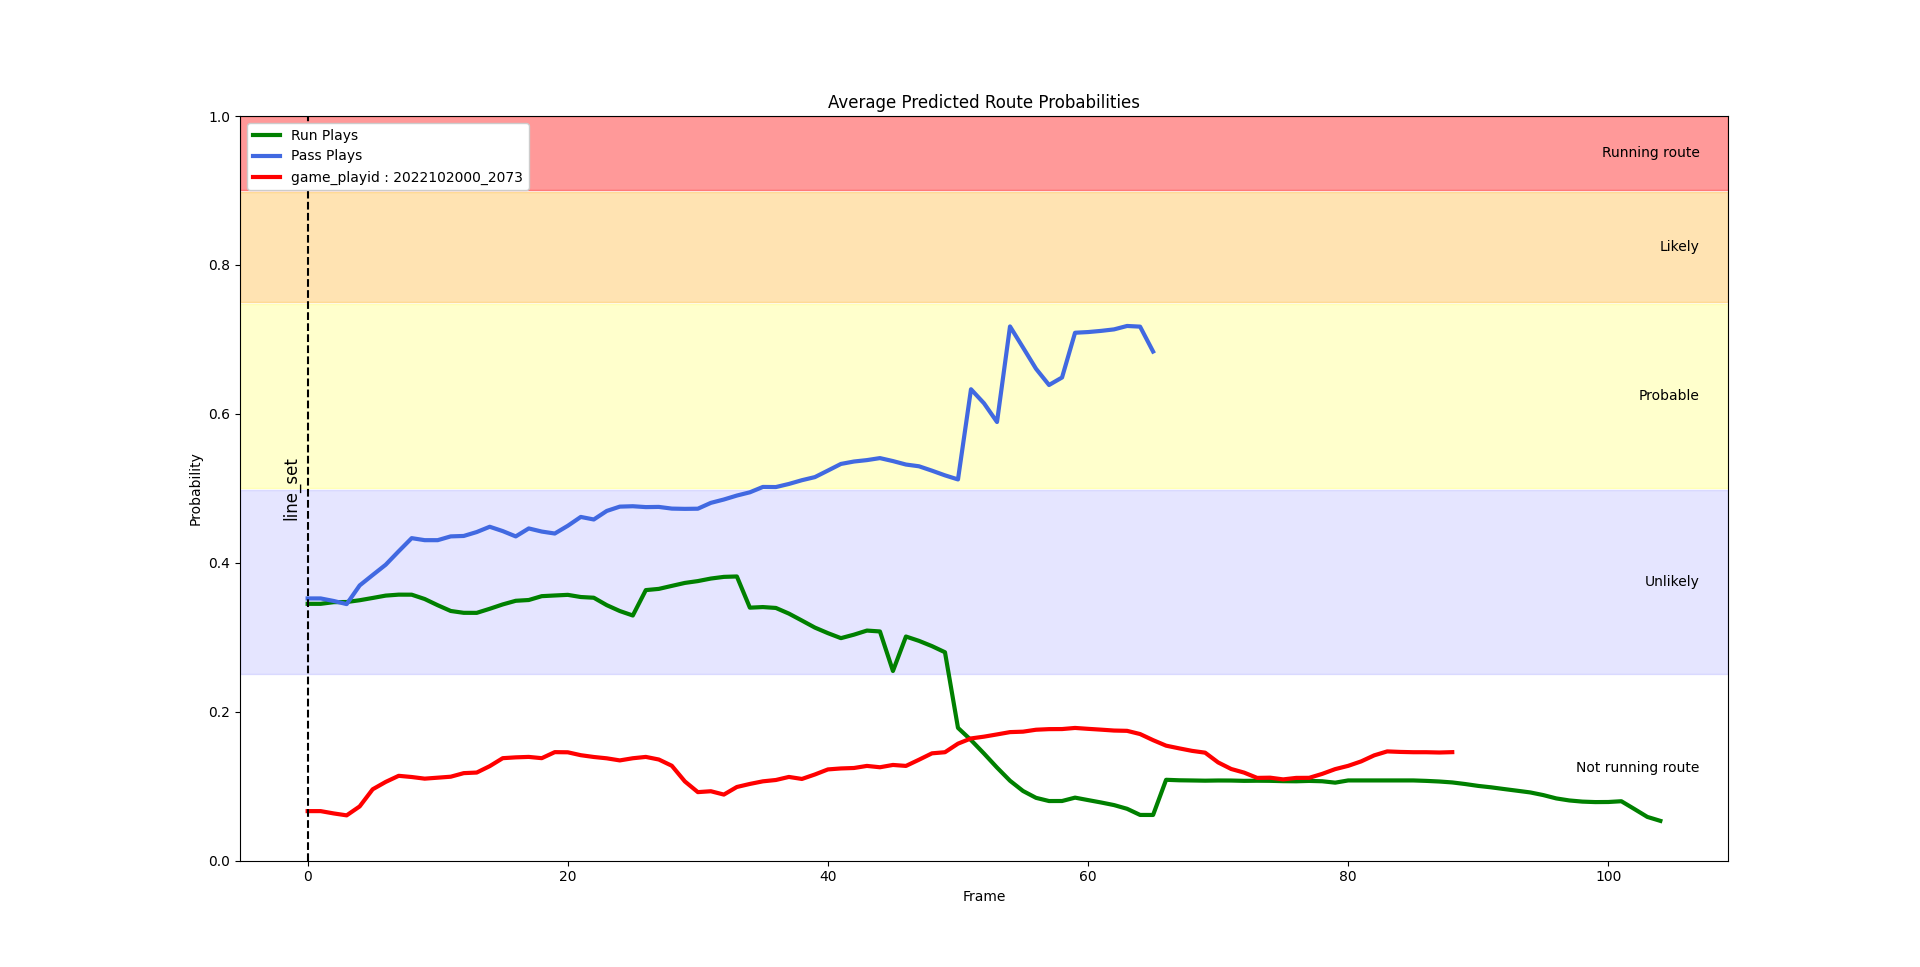 Average Predicted Route Probabilities
1.0
0.8
0.6
0.4
0.2
0.0
Probability
Run Plays
Pass Plays
game_playid : 2022102000_2073
line_set
Running route
Likely
Probable
Unlikely
Not running route
0 20 40 60 80 100
Frame